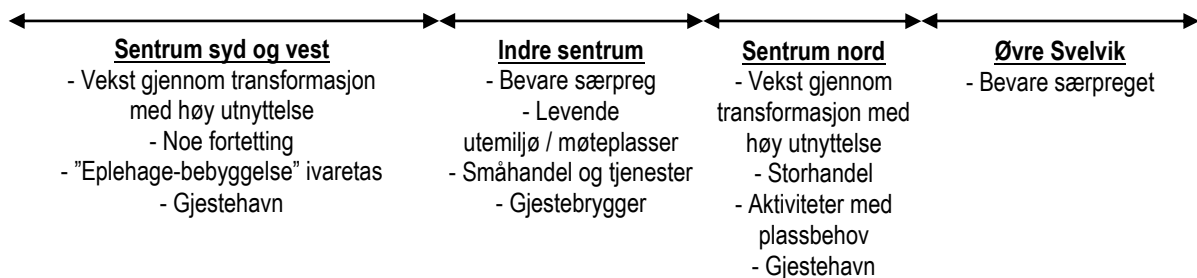 Sentrum syd og vest
- Vekst gjennom transformasjon
med høy utnyttelse
- Noe fortetting
- ”Eplehage-bebyggelse” ivaretas
- Gjestehavn
Indre sentrum
- Bevare særpreg
- Levende
utemiljø / møteplasser
- Småhandel og tjenester
- Gjestebrygger
Sentrum nord
- Vekst gjennom
transformasjon med
høy utnyttelse
- Storhandel
- Aktiviteter med
plassbehov
- Gjestehavn
Øvre Svelvik
- Bevare særpreget